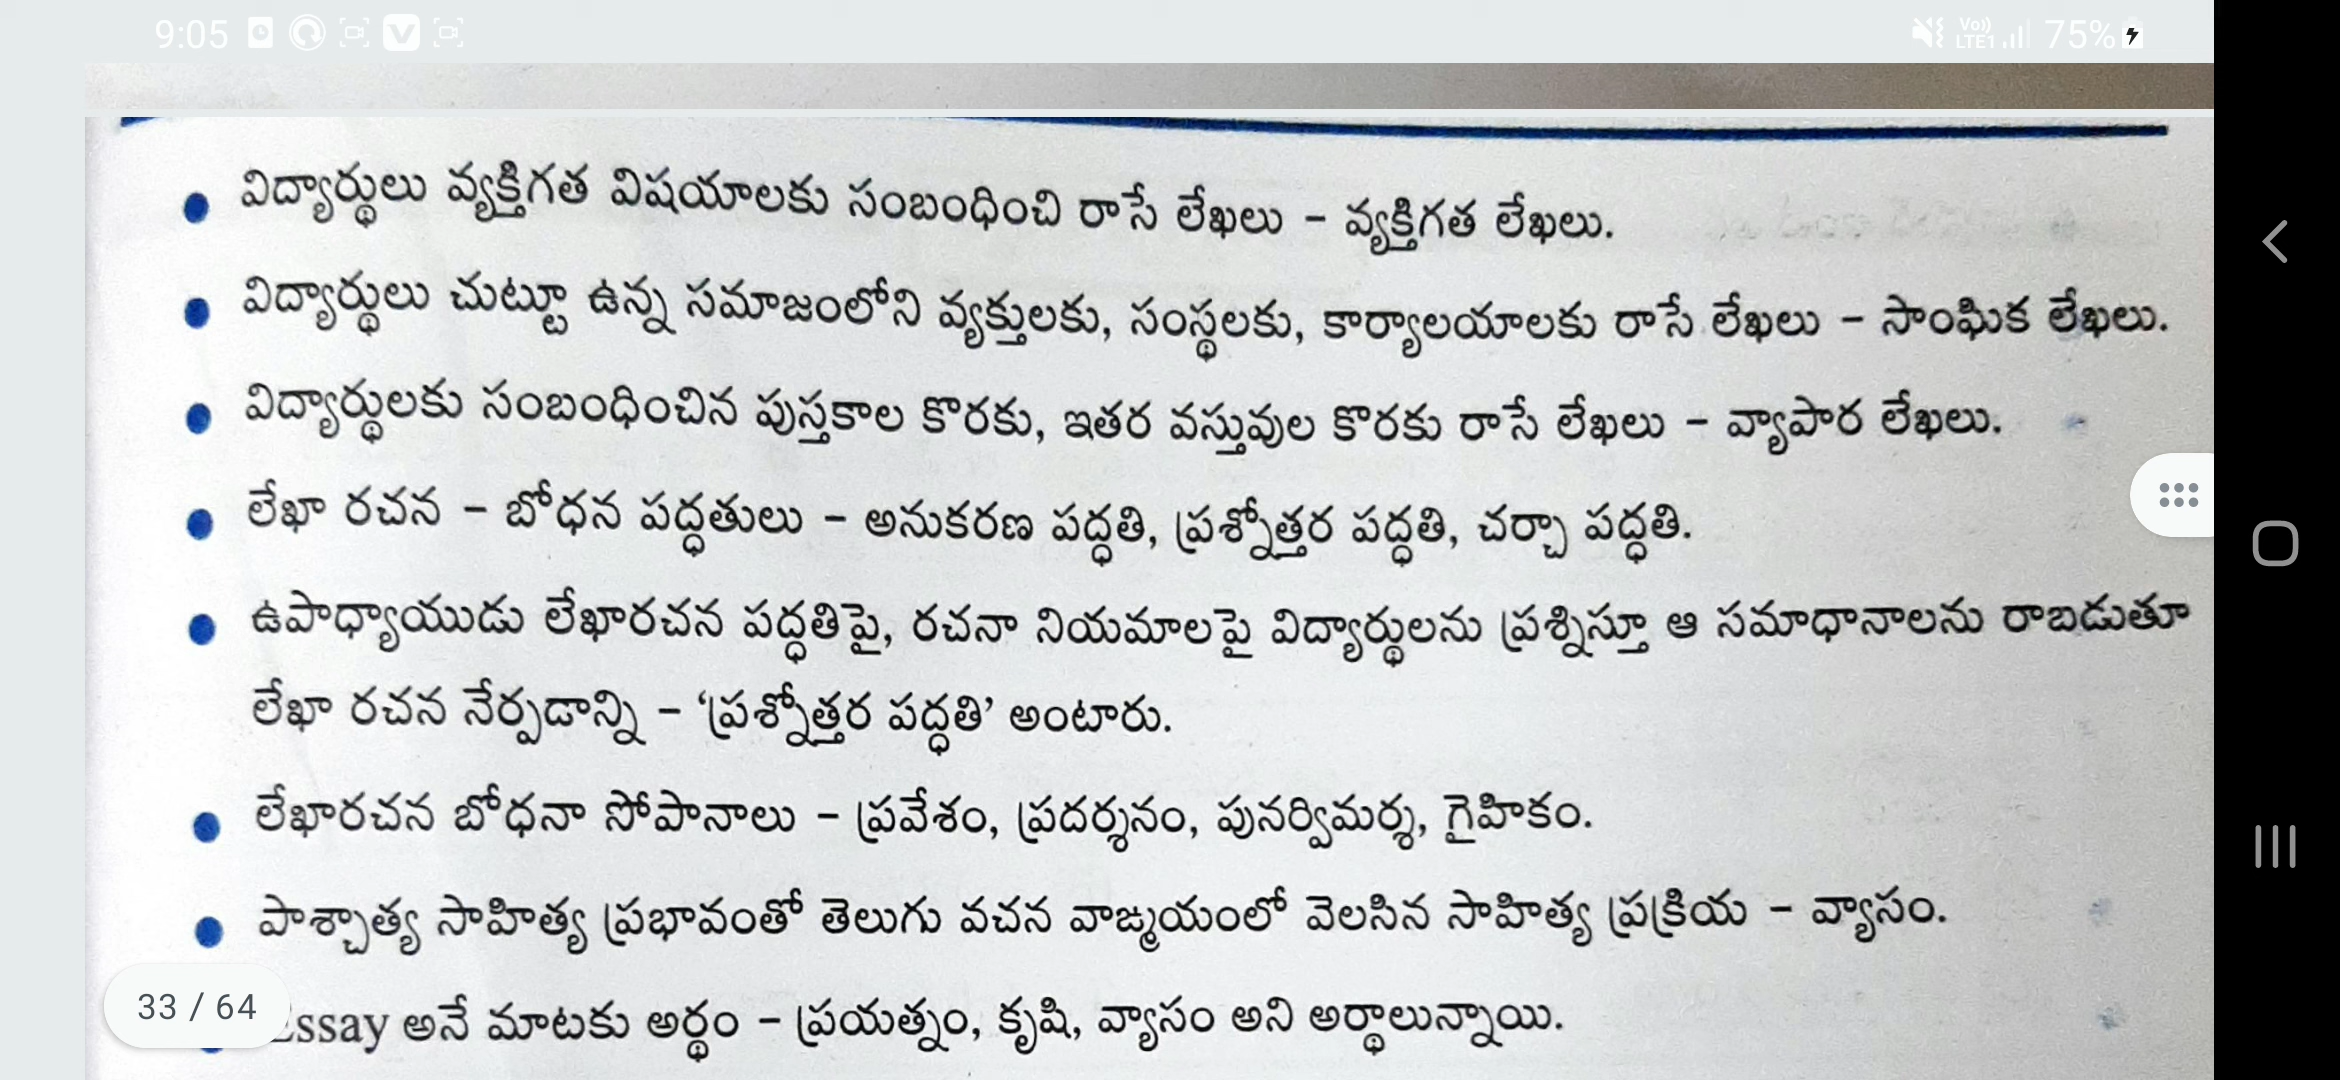 9:05
Vo))
LTE1
75%
విద్యార్థులు వ్యక్తిగత విషయాలకు సంబంధించి రాసే లేఖలు – వ్యక్తిగత లేఖలు.
విద్యార్థులు చుట్టూ ఉన్న సమాజంలోని వ్యక్తులకు, సంస్థలకు, కార్యాలయాలకు రాసే లేఖలు – సాంఘిక లేఖలు.
విద్యార్థులకు సంబంధించిన పుస్తకాల కొరకు, ఇతర వస్తువుల కొరకు రాసే లేఖలు – వ్యాపార లేఖలు.
లేఖా రచన – బోధన పద్ధతులు – అనుకరణ పద్ధతి, ప్రశ్నోత్తర పద్ధతి, చర్చా పద్ధతి.
ఉపాధ్యాయుడు లేఖారచన పద్ధతిపై, రచనా నియమాలపై విద్యార్థులను ప్రశ్నిస్తూ ఆ సమాధానాలను రాబడుతూ
లేఖా రచన నేర్పడాన్ని – ‘ప్రశ్నోత్తర పద్ధతి’ అంటారు.
లేఖారచన బోధనా సోపానాలు – ప్రవేశం, ప్రదర్శనం, పునర్విమర్శ, గైహికం.
పాశ్చాత్య సాహిత్య ప్రభావంతో తెలుగు వచన వాఙ్మయంలో వెలసిన సాహిత్య ప్రక్రియ – వ్యాసం.
Essay అనే మాటకు అర్థం – ప్రయత్నం, కృషి, వ్యాసం అని అర్థాలున్నాయి.
33 / 64